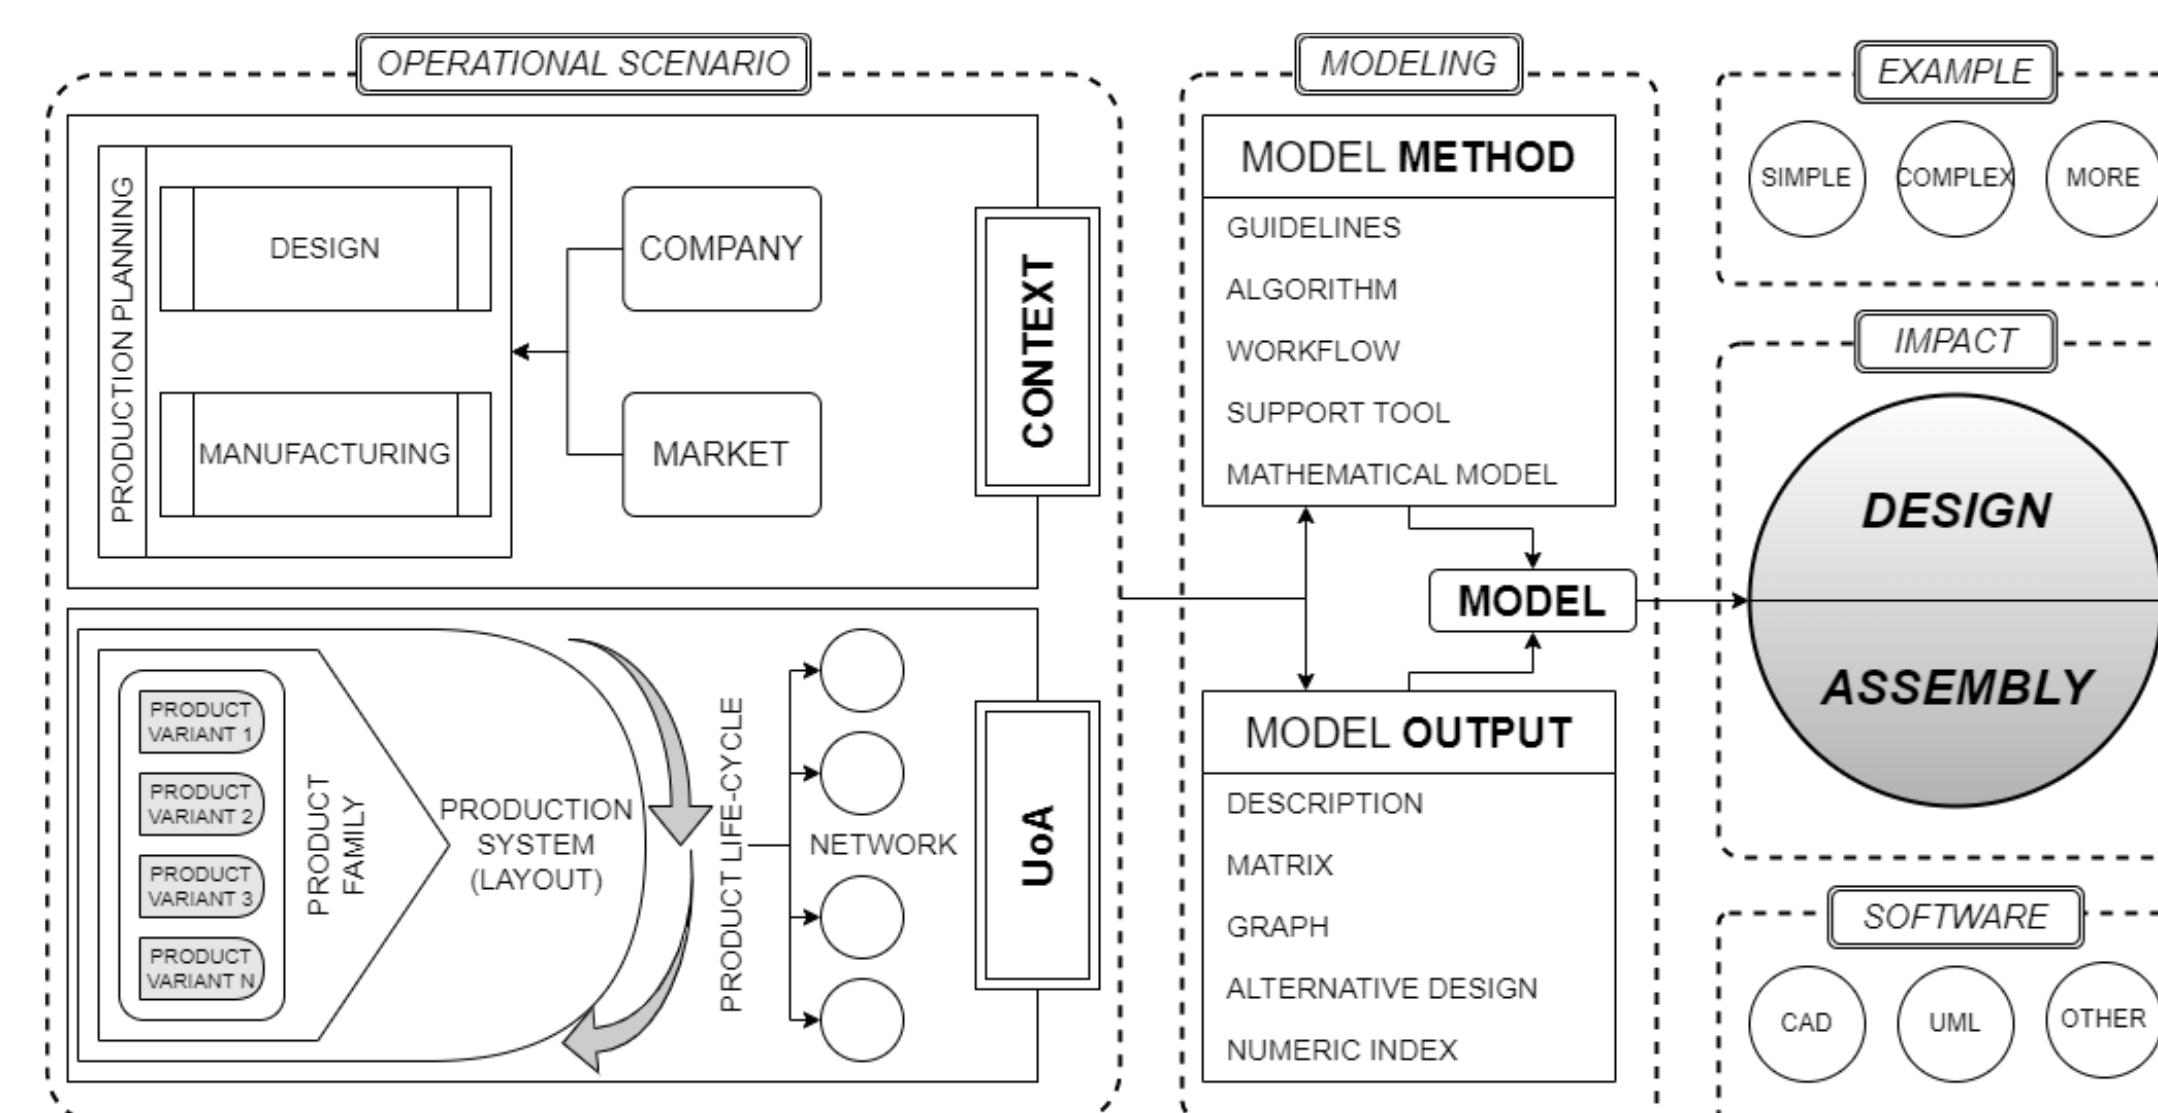 OPERATIONAL SCENARIO
PRODUCTION PLANNING
DESIGN
MANUFACTURING
COMPANY
MARKET
CONTEXT
PRODUCT
VARIANT 1
PRODUCT
VARIANT 2
PRODUCT
VARIANT 3
PRODUCT
VARIANT N
PRODUCT
FAMILY
PRODUCTION
SYSTEM
(LAYOUT)
PRODUCT LIFE-CYCLE
NETWORK
UoA
MODELING
MODEL METHOD
GUIDELINES
ALGORITHM
WORKFLOW
SUPPORT TOOL
MATHEMATICAL MODEL
MODEL
MODEL OUTPUT
DESCRIPTION
MATRIX
GRAPH
ALTERNATIVE DESIGN
NUMERIC INDEX
EXAMPLE
SIMPLE
COMPLEX
MORE
IMPACT
DESIGN
ASSEMBLY
SOFTWARE
CAD
UML
OTHER